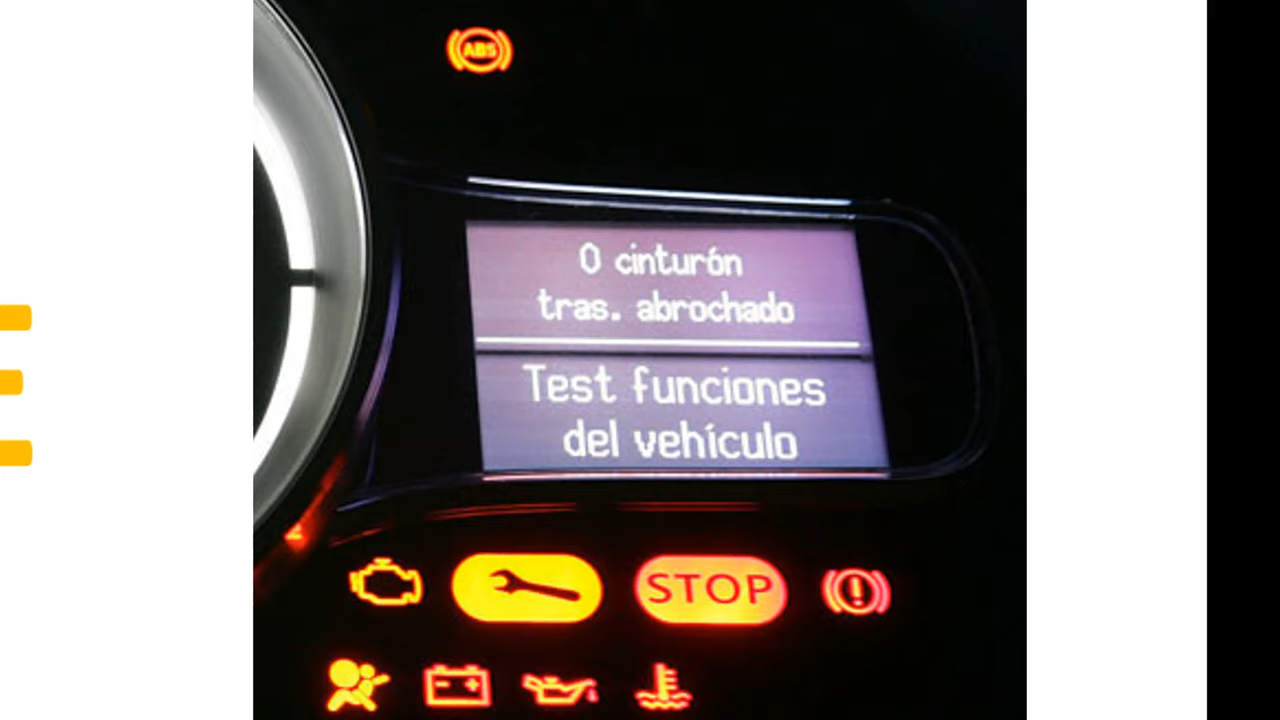 ABS
0 cinturón
tras. abrochado
Test funciones
del vehículo
STOP